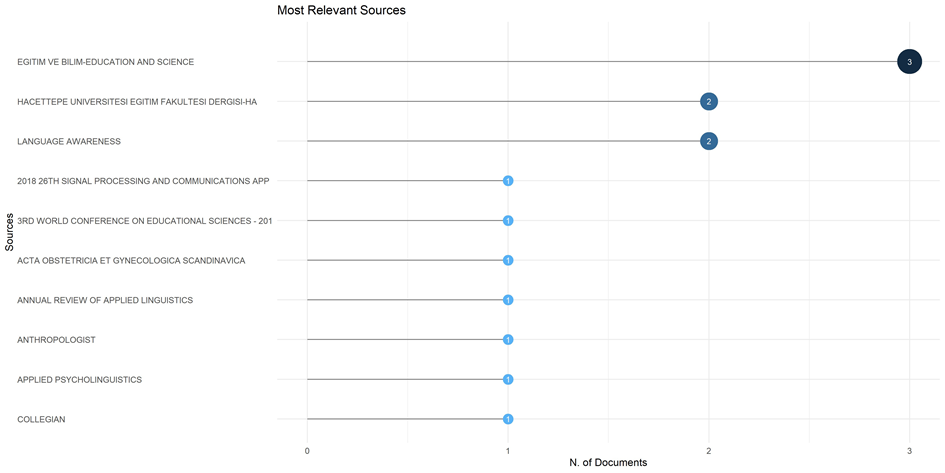 Most Relevant Sources
EGITIM VE BILIM-EDUCATION AND SCIENCE
3
HACETTEPE UNIVERSITESI EGITIM FAKULTESI DERGISI-HA
2
LANGUAGE AWARENESS
2
2018 26TH SIGNAL PROCESSING AND COMMUNICATIONS APP
1
3RD WORLD CONFERENCE ON EDUCATIONAL SCIENCES - 201
1
ACTA OBSTETRICIA ET GYNECOLOGICA SCANDINAVICA
1
ANNUAL REVIEW OF APPLIED LINGUISTICS
1
ANTHROPOLOGIST
1
APPLIED PSYCHOLINGUISTICS
1
COLLEGIAN
1
Sources
0 1 2 3
N. of Documents